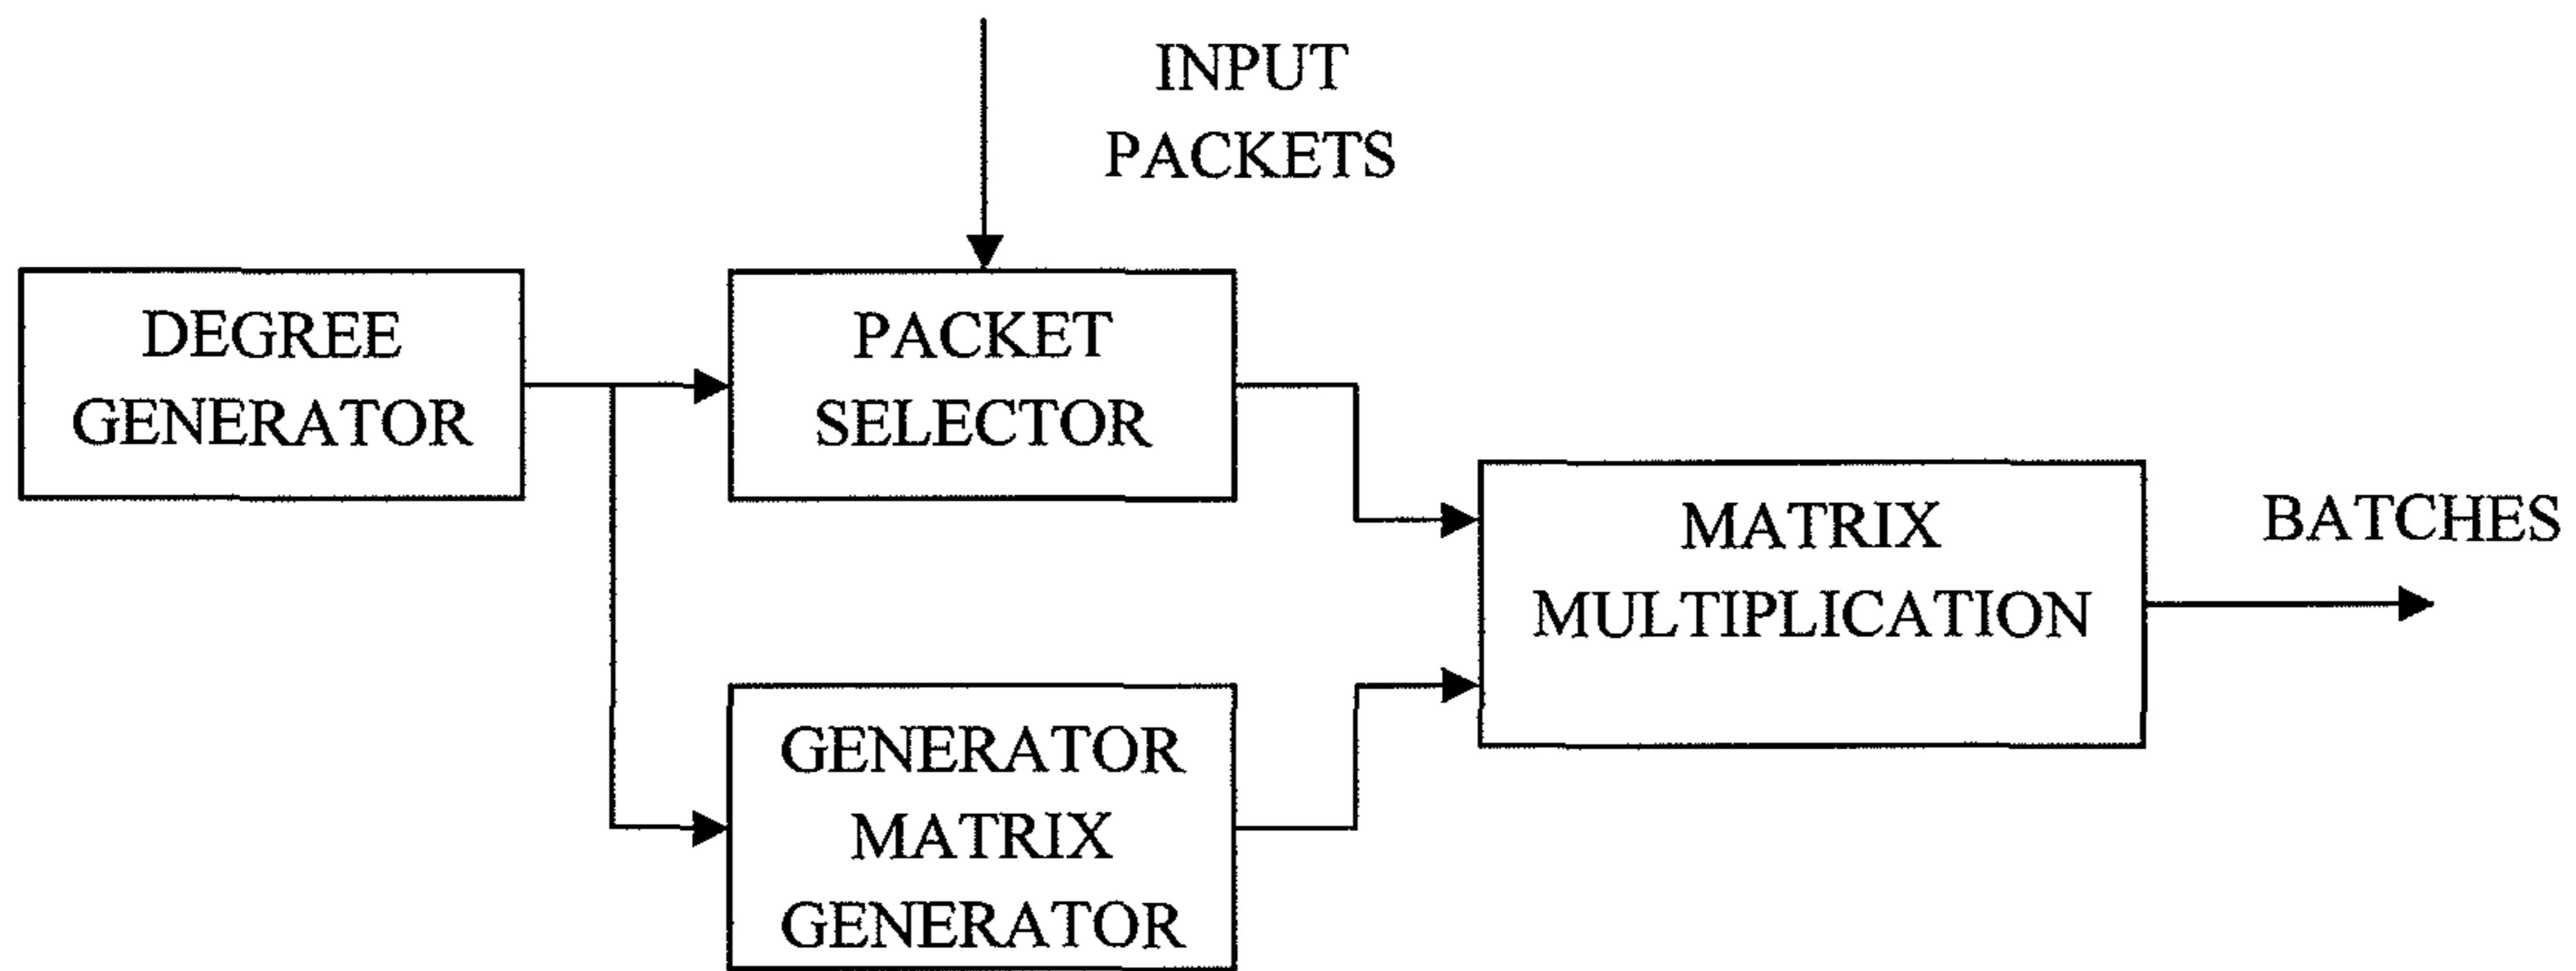 INPUT
PACKETS
DEGREE
GENERATOR
PACKET
SELECTOR
MATRIX
MULTIPLICATION
BATCHES
GENERATOR
MATRIX
GENERATOR